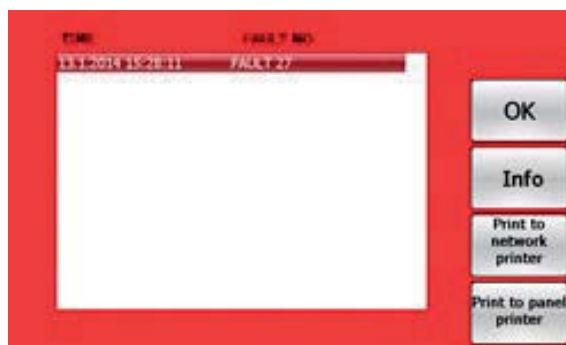 TIME FAULT NO
13.1.2014 15:28:11 FAULT 27
OK
Info
Print to
network
printer
Print to panel
printer